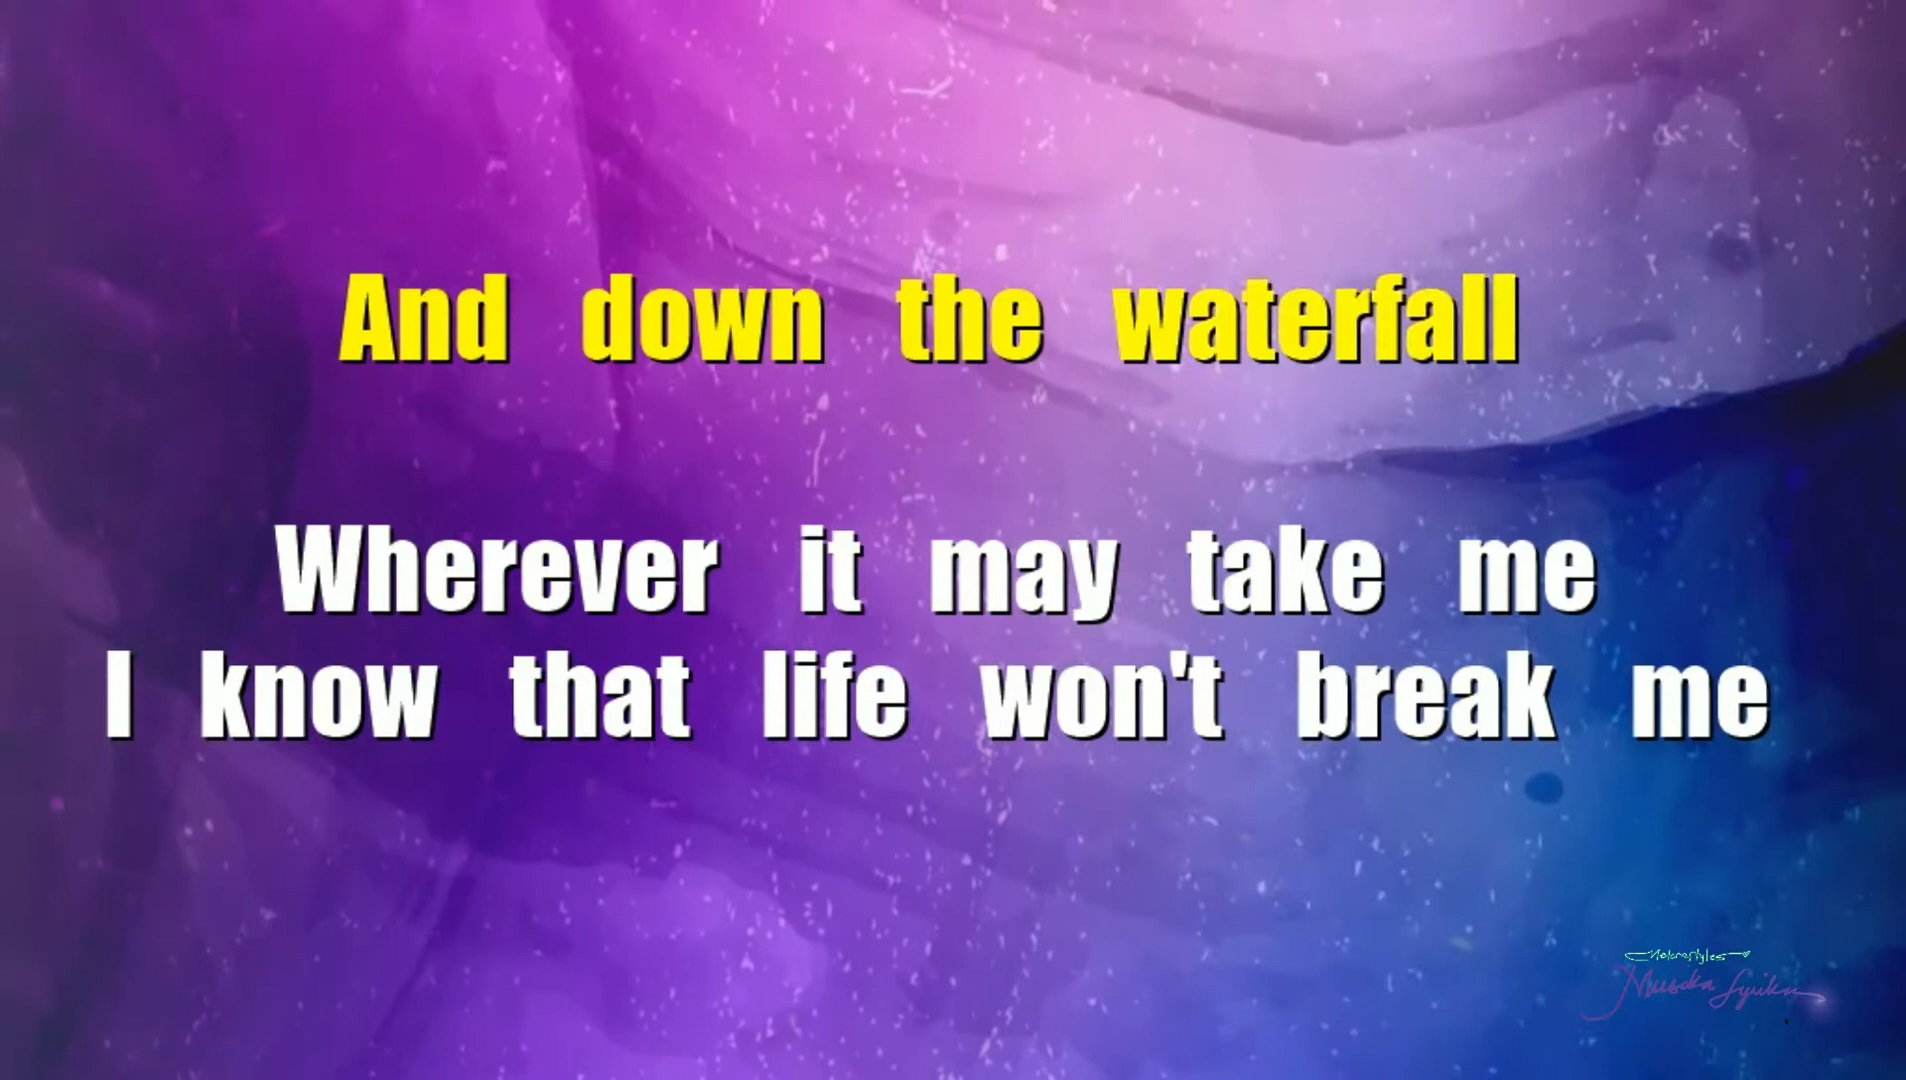 And down the waterfall
Wherever it may take me
I know that life won't break me